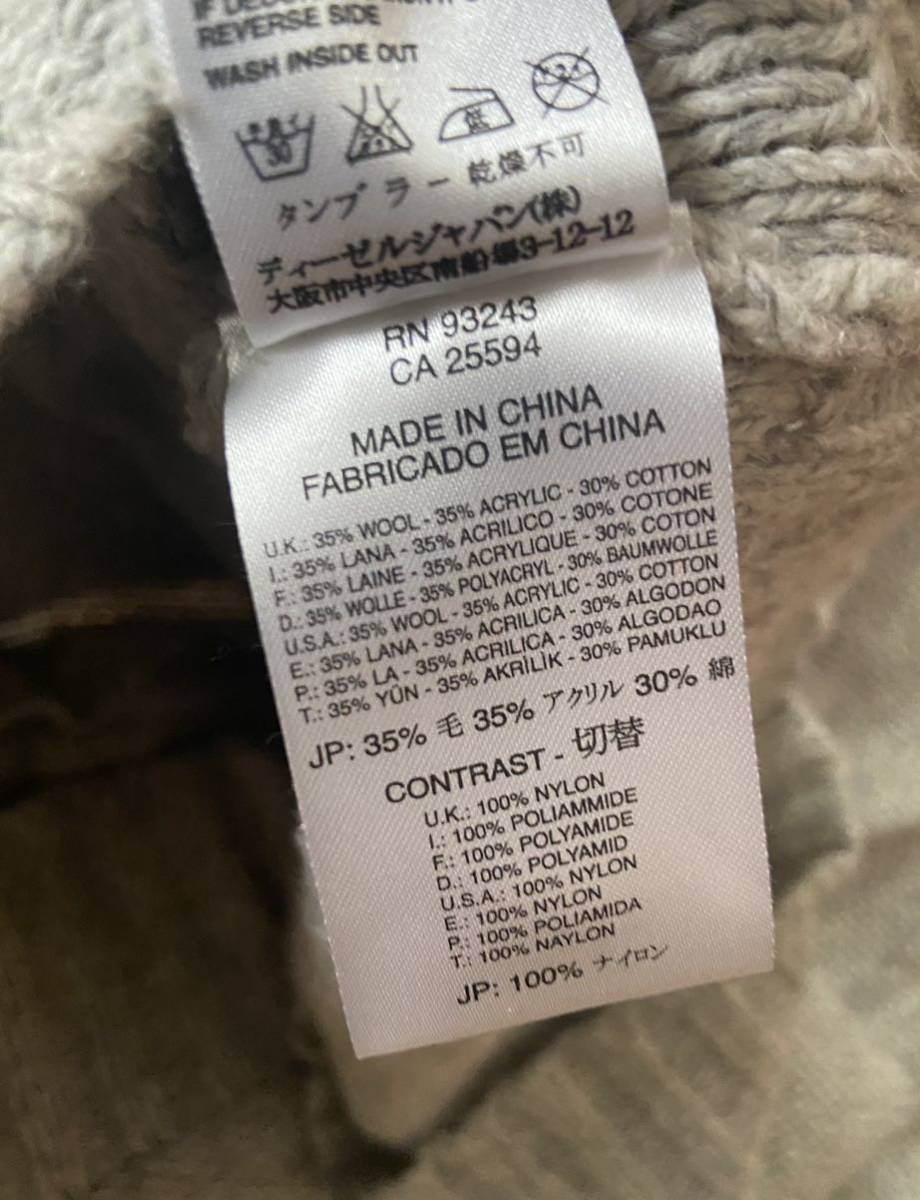 REVERSE SIDE
WASH INSIDE OUT
30
低
タンブラー 乾燥不可
ディーゼルジャパン(株)
大阪市中央区南船場3-12-12
RN 93243
CA 25594
MADE IN CHINA
FABRICADO EM CHINA
U.K.: 35% WOOL - 35% ACRYLIC - 30% COTTON
I.: 35% LANA - 35% ACRILICO - 30% COTONE
F.: 35% LAINE - 35% ACRYLIQUE - 30% COTON
D.: 35% WOLLE - 35% POLYACRYL - 30% BAUMWOLLE
U.S.A.: 35% WOOL - 35% ACRYLIC - 30% COTTON
E.: 35% LANA - 35% ACRILICA - 30% ALGODON
P.: 35% LA - 35% ACRILICA - 30% ALGODAO
T.: 35% YÜN - 35% AKRİLİK - 30% PAMUKLU
JP: 35% 毛 35% アクリル 30% 綿
CONTRAST - 切替
U.K.: 100% NYLON
I.: 100% POLIAMMIDE
F.: 100% POLYAMIDE
D.: 100% POLYAMID
U.S.A.: 100% NYLON
E.: 100% NYLON
P.: 100% POLIAMIDA
T.: 100% NAYLON
JP: 100% ナイロン